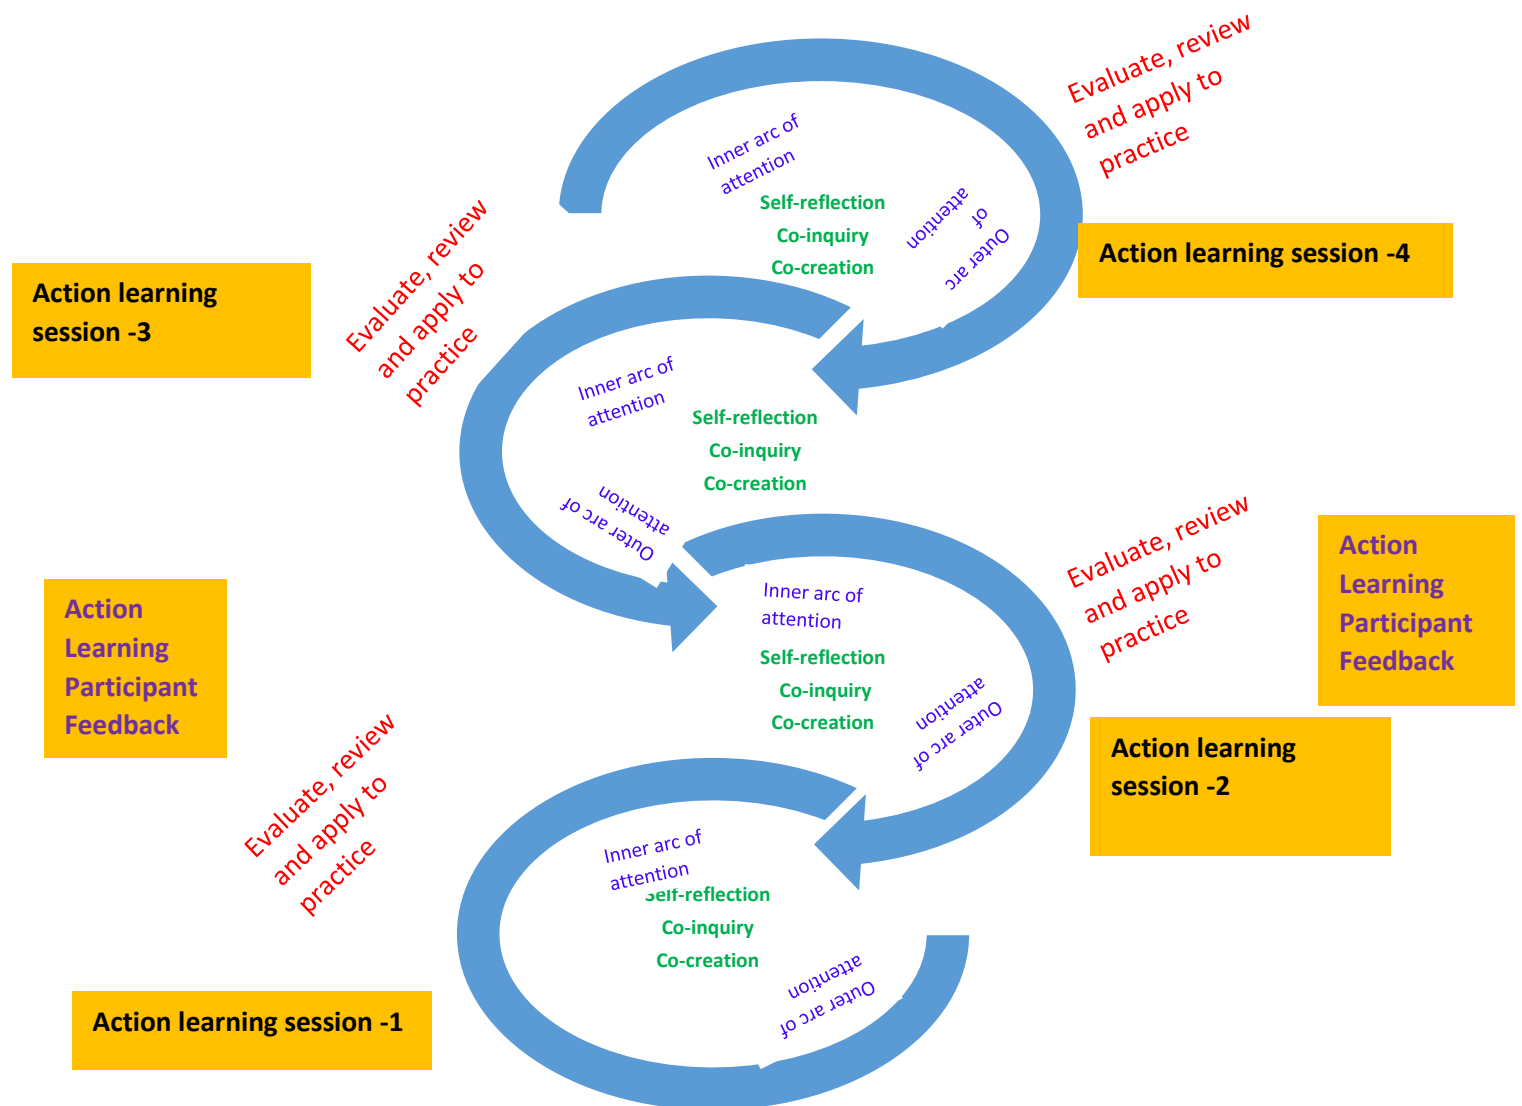 Evaluate, review
and apply to
practice
Inner arc of
attention
Self-reflection
Co-inquiry
Co-creation
Outer arc
of
attention
Action learning session -4
Action learning
session -3
Evaluate, review
and apply to
practice
Inner arc of
attention
Self-reflection
Co-inquiry
Co-creation
Outer arc of
attention
Evaluate, review
and apply to
practice
Action
Learning
Participant
Feedback
Action
Learning
Participant
Feedback
Inner arc of
attention
Self-reflection
Co-inquiry
Co-creation
Outer arc of
attention
Action learning
session -2
Evaluate, review
and apply to
practice
Inner arc of
attention
Self-reflection
Co-inquiry
Co-creation
Outer arc of
attention
Action learning session -1